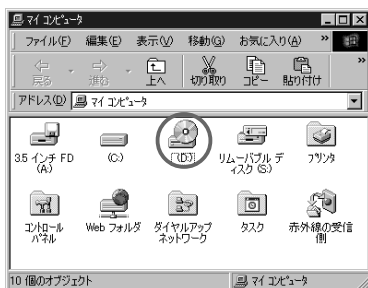 マイ コンピュータ
ファイル(F) 編集(E) 表示(V) 移動(G) お気に入り(A) »
戻る 進む 上へ 切り取り コピー 貼り付け »
アドレス(D) マイ コンピュータ
3.5 インチ FD (A:)
(C:)
(D:)
リムーバブル ディスク (S:)
プリンタ
コントロール パネル
Web フォルダ
ダイヤルアップ ネットワーク
タスク
赤外線の受信側
10 個のオブジェクト マイ コンピュータ